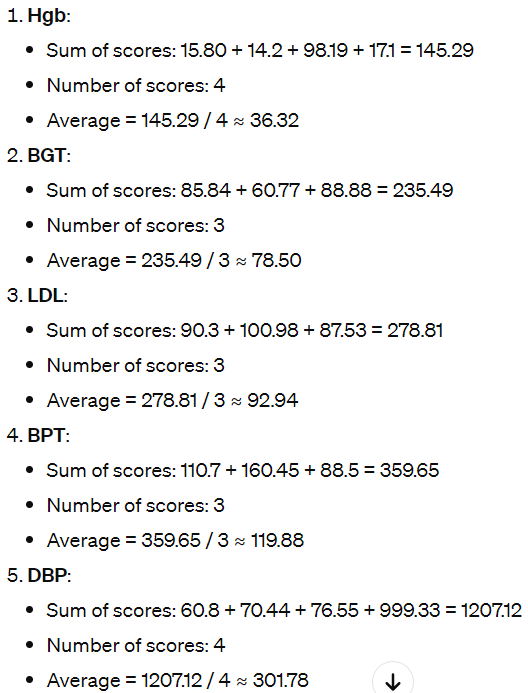 1. Hgb:
• Sum of scores: 15.80 + 14.2 + 98.19 + 17.1 = 145.29
• Number of scores: 4
• Average = 145.29 / 4 ≈ 36.32
2. BGT:
• Sum of scores: 85.84 + 60.77 + 88.88 = 235.49
• Number of scores: 3
• Average = 235.49 / 3 ≈ 78.50
3. LDL:
• Sum of scores: 90.3 + 100.98 + 87.53 = 278.81
• Number of scores: 3
• Average = 278.81 / 3 ≈ 92.94
4. BPT:
• Sum of scores: 110.7 + 160.45 + 88.5 = 359.65
• Number of scores: 3
• Average = 359.65 / 3 ≈ 119.88
5. DBP:
• Sum of scores: 60.8 + 70.44 + 76.55 + 999.33 = 1207.12
• Number of scores: 4
• Average = 1207.12 / 4 ≈ 301.78